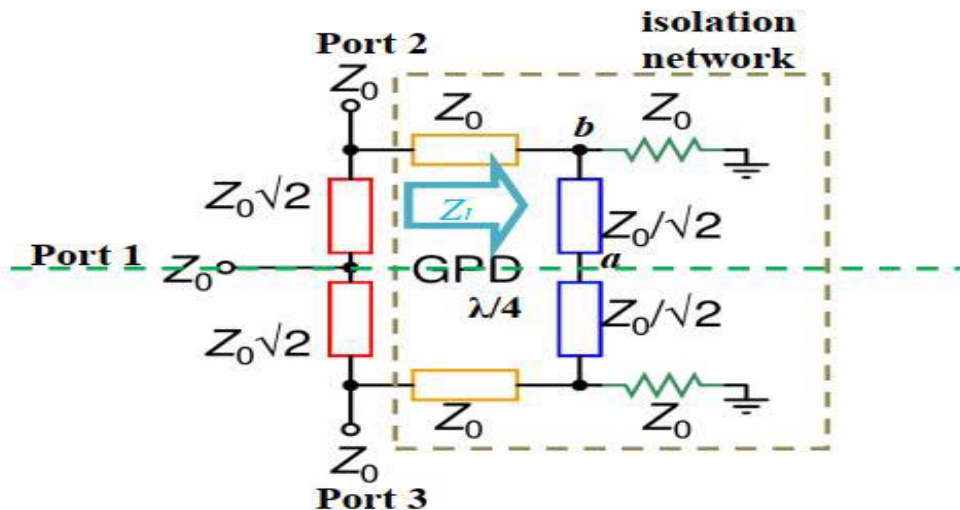 isolation
network
Port 2
Z₀
Z₀
b
Z₀
Z₀√2
Z₁
Z₀/√2
Port 1
Z₀
GPD
a
λ/4
Z₀√2
Z₀/√2
Z₀
Z₀
Z₀
Port 3